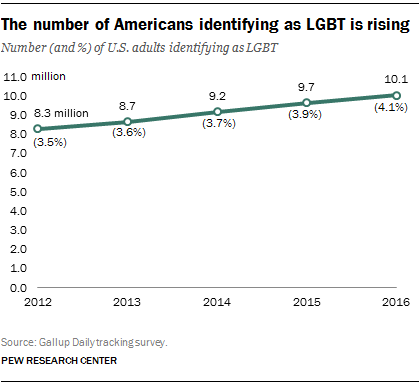 The number of Americans identifying as LGBT is rising
Number (and %) of U.S. adults identifying as LGBT
11.0 million
10.0
9.0
8.0
7.0
6.0
5.0
4.0
3.0
2.0
1.0
0.0
8.3 million
(3.5%)
8.7
(3.6%)
9.2
(3.7%)
9.7
(3.9%)
10.1
(4.1%)
2012 2013 2014 2015 2016
Source: Gallup Daily tracking survey.
PEW RESEARCH CENTER